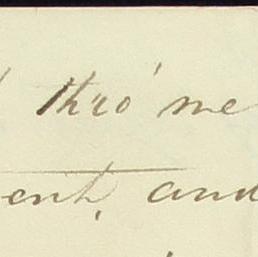 thro' me
ent, and